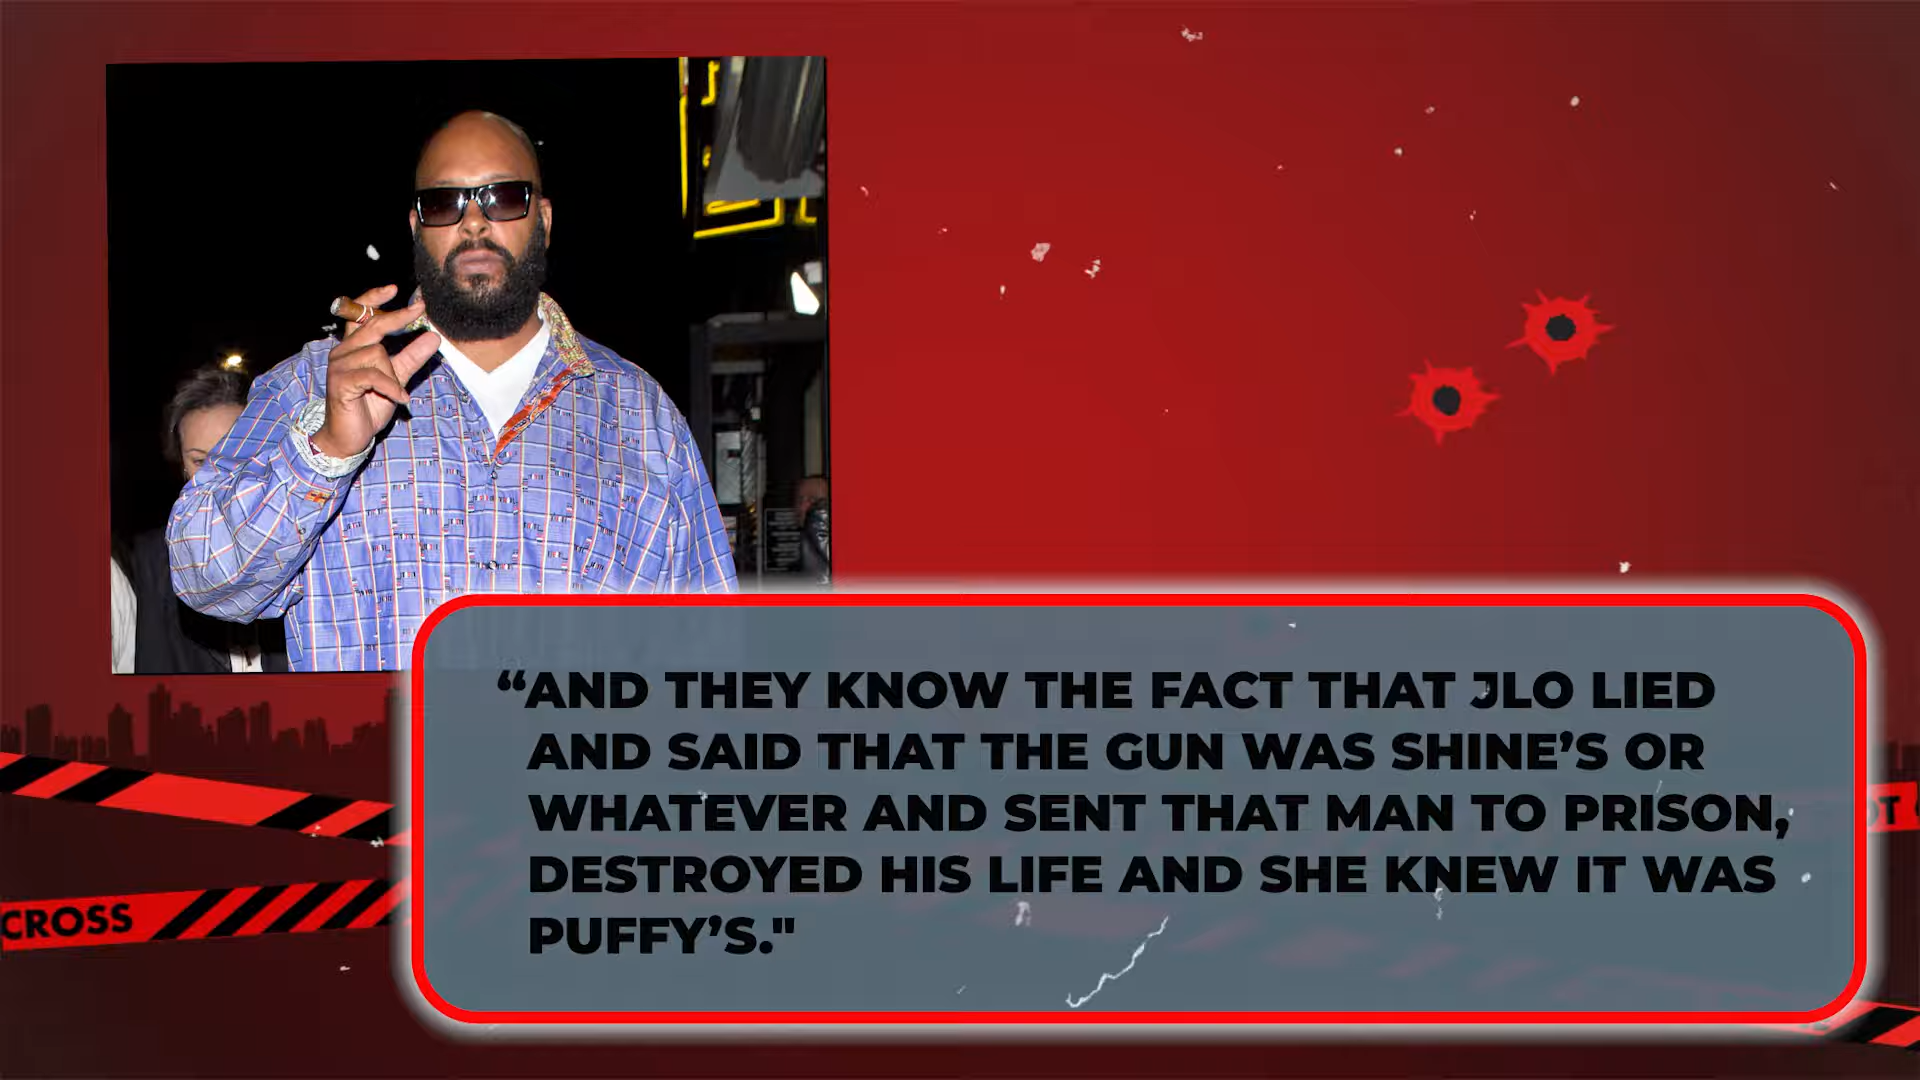 “AND THEY KNOW THE FACT THAT JLO LIED
AND SAID THAT THE GUN WAS SHINE’S OR
WHATEVER AND SENT THAT MAN TO PRISON,
DESTROYED HIS LIFE AND SHE KNEW IT WAS
PUFFY’S."
CROSS
OT